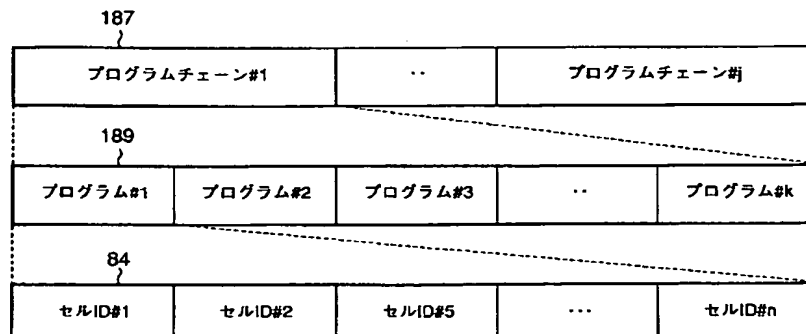 187
プログラムチェーン#1 ・・ プログラムチェーン#j
189
プログラム#1 プログラム#2 プログラム#3 ・・ プログラム#k
84
セルID#1 セルID#2 セルID#5 ・・・ セルID#n